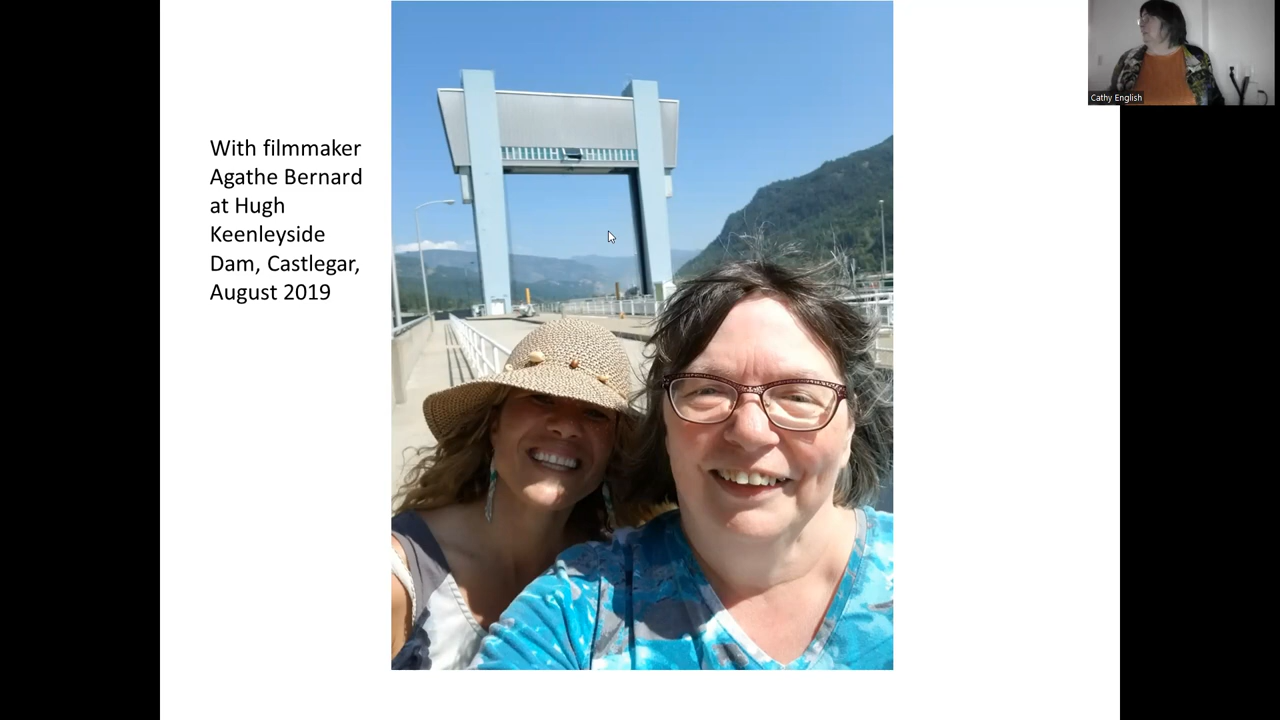 With filmmaker
Agathe Bernard
at Hugh
Keenleyside
Dam, Castlegar,
August 2019
Cathy English